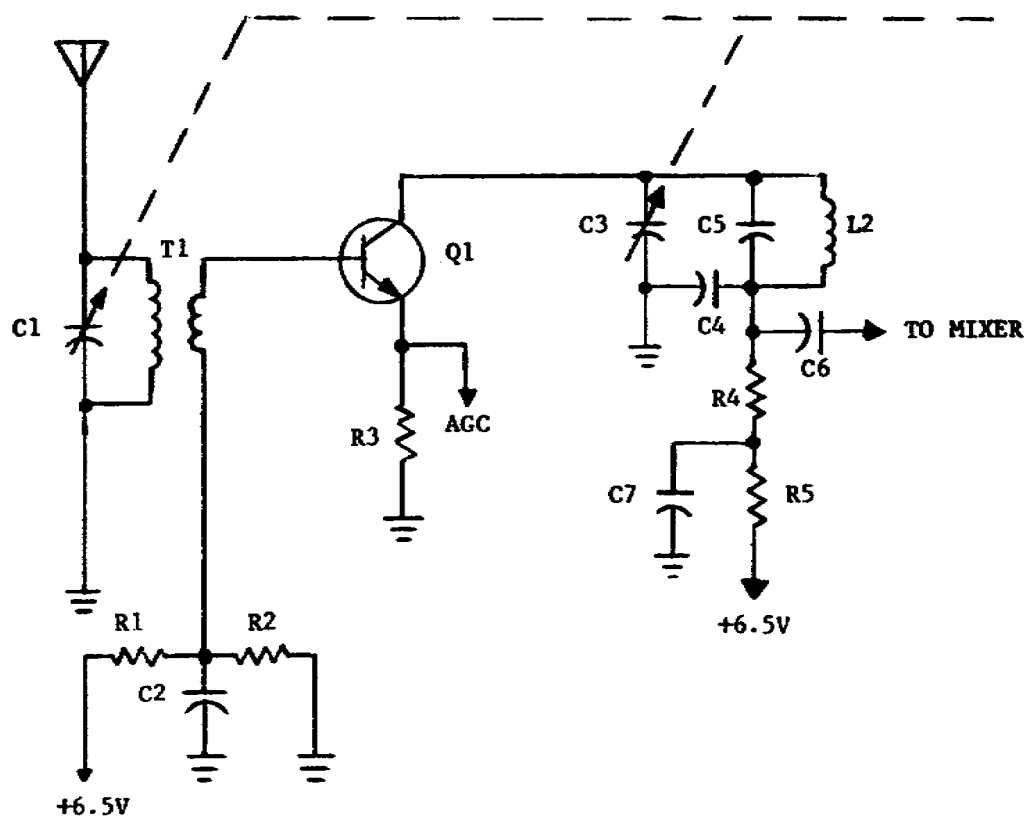 T1
Q1
C3
C5
L2
C1
C4
TO MIXER
C6
R4
AGC
R3
C7
R5
R1
R2
+6.5V
C2
+6.5V